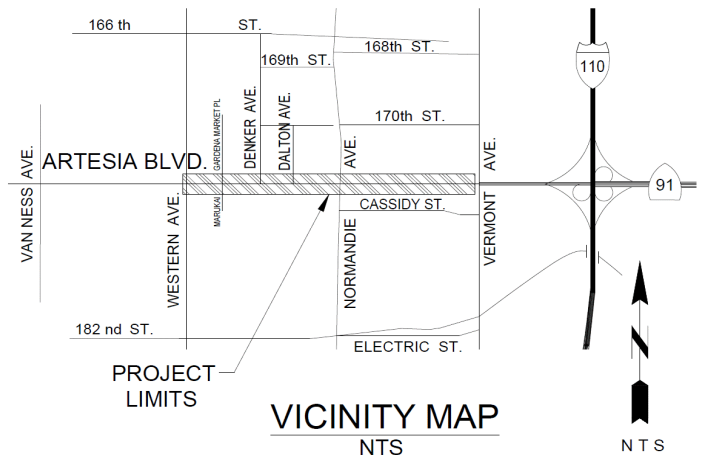 166 th ST.
168th ST.
169th ST.
110
170th ST.
GARDENA MARKET PL
DENKER AVE.
DALTON AVE.
AVE.
AVE.
ARTESIA BLVD.
VAN NESS AVE.
91
WESTERN AVE.
MARUKAI
CASSIDY ST.
NORMANDIE
VERMONT
182 nd ST.
ELECTRIC ST.
PROJECT
LIMITS
VICINITY MAP
NTS
N
N T S